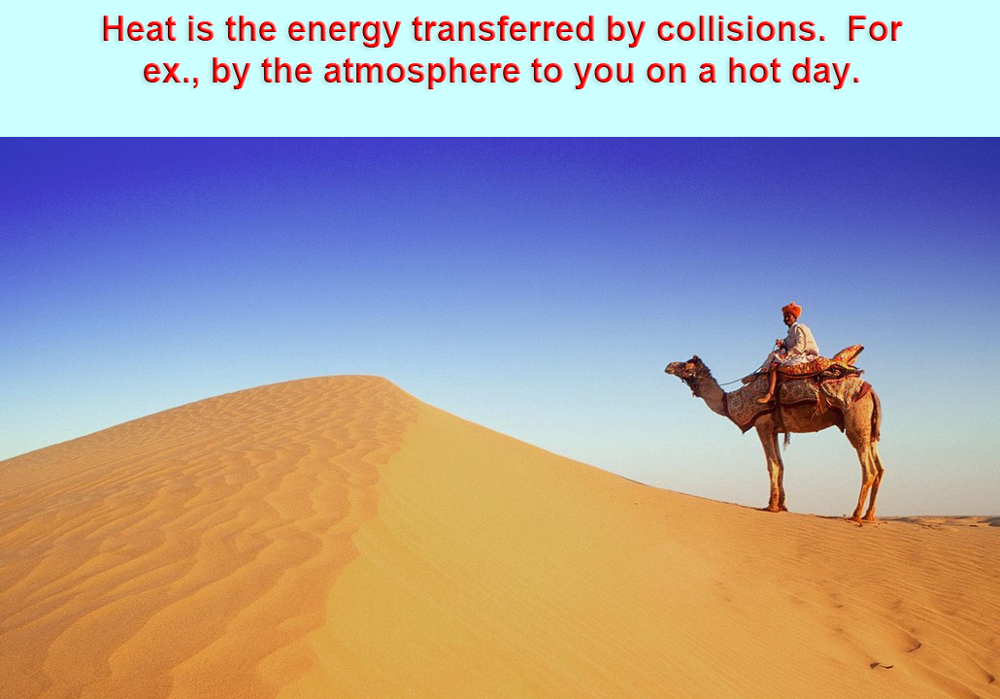 Heat is the energy transferred by collisions.  For
ex., by the atmosphere to you on a hot day.